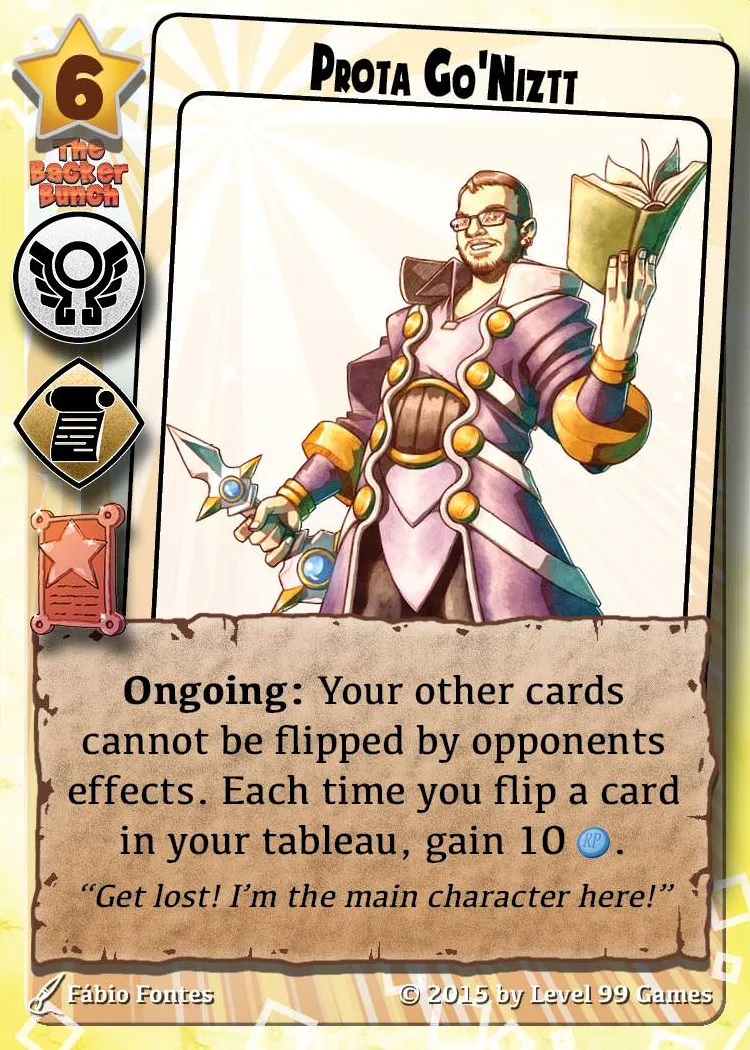 6
Prota Go'Niztt
The
Backer
Bunch
Ongoing: Your other cards
cannot be flipped by opponents
effects. Each time you flip a card
in your tableau, gain 10 RP.
“Get lost! I’m the main character here!”
Fábio Fontes
© 2015 by Level 99 Games